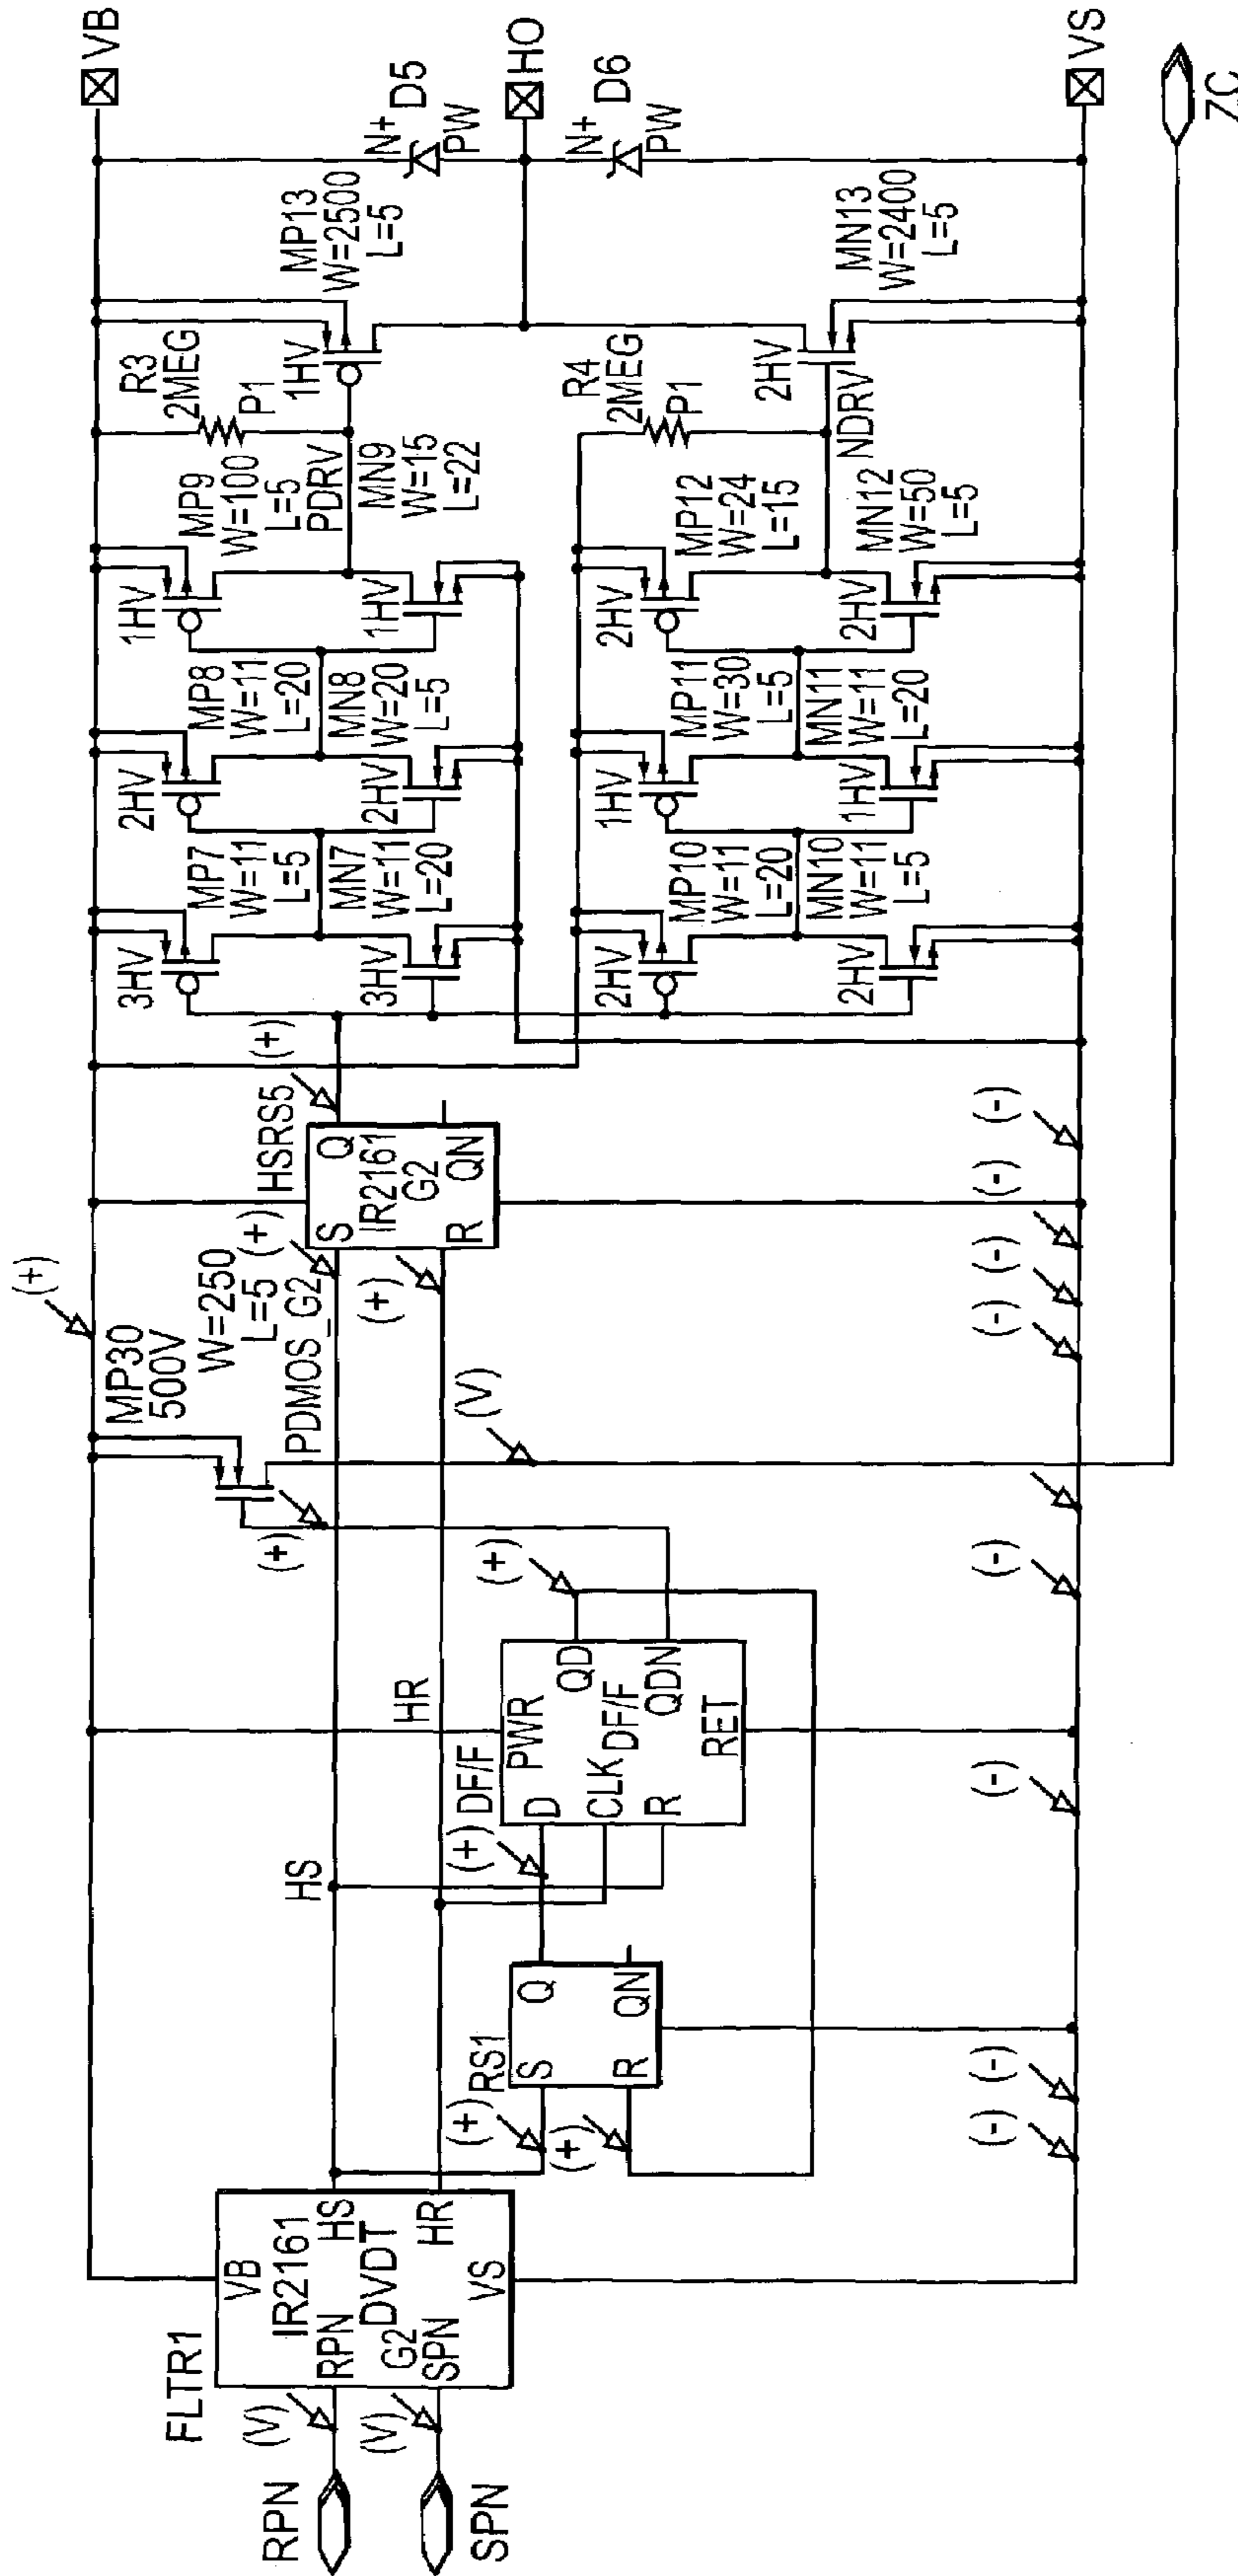 FLTR1
RPN
SPN
(V)
(V)
VB
IR2161
RPN
HS
DVDT
G2
SPN
HR
VS
RS1
(+)
(+)
S
Q
R
QN
HS
HR
DF/F
(+)
PWR
D
QD
CLK
DF/F
QDN
R
RET
(+)
(+)
MP30
500V
W=250
L=5
PDMOS_G2
(+)
(V)
(+)
(+)
HSRS5
S
Q
IR2161
G2
R
QN
(+)
(-)
(-)
(-)
(-)
(-)
(-)
(-)
(-)
3HV
MP7
W=11
L=5
3HV
MN7
W=11
L=20
2HV
MP8
W=11
L=20
2HV
MN8
W=20
L=5
1HV
MP9
W=100
L=5
PDRV
1HV
MN9
W=15
L=22
R3
2MEG
P1
1HV
MP13
W=2500
L=5
2HV
MP10
W=11
L=20
2HV
MN10
W=11
L=5
1HV
MP11
W=30
L=5
1HV
MN11
W=11
L=20
2HV
MP12
W=24
L=15
2HV
MN12
W=50
L=5
R4
2MEG
P1
NDRV
2HV
MN13
W=2400
L=5
N+
D5
PW
N+
D6
PW
VB
HO
VS
ZC